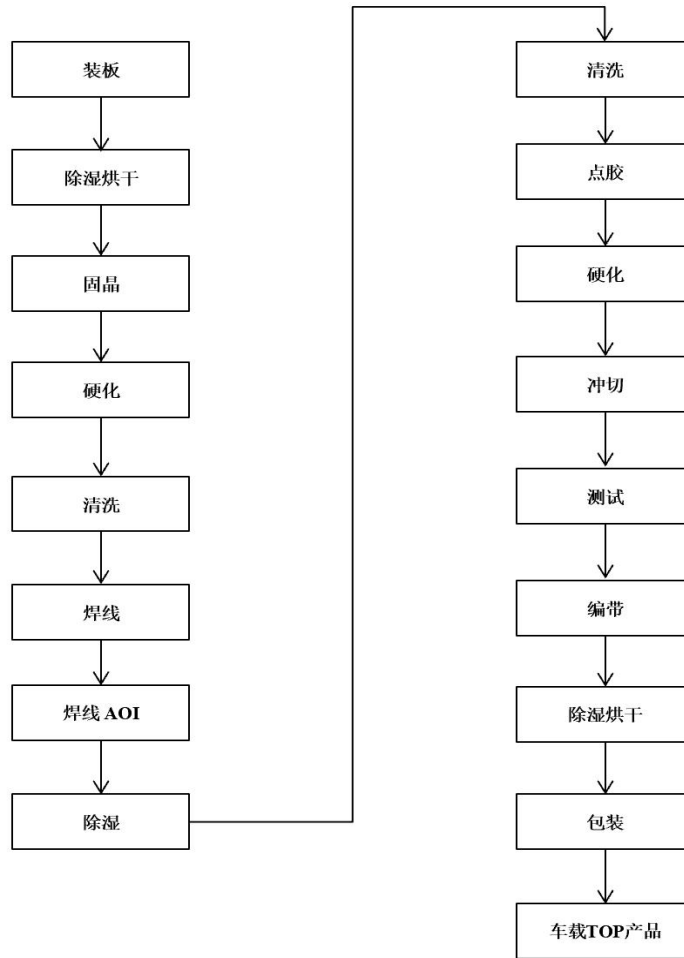 装板
除湿烘干
固晶
硬化
清洗
焊线
焊线 AOI
除湿
清洗
点胶
硬化
冲切
测试
编带
除湿烘干
包装
车载TOP产品